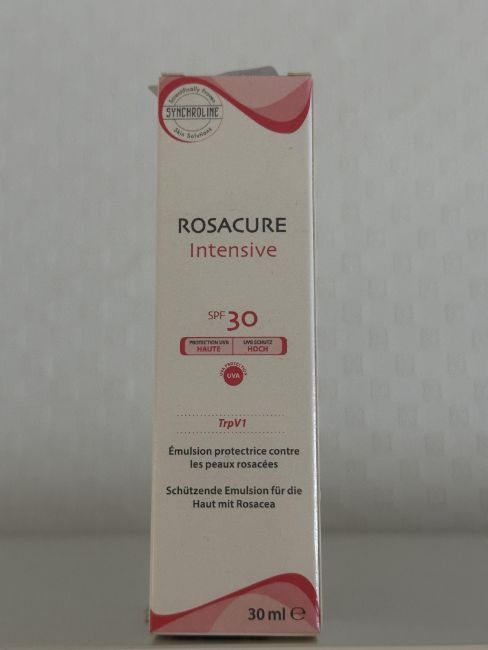 Scientifically Proven
SYNCHROLINE
Skin Solutions
ROSACURE
Intensive
SPF 30
PROTECTION UVB
HAUTE
UVB SCHUTZ
HOCH
UVA
TrpV1
Émulsion protectrice contre
les peaux rosacées
Schützende Emulsion für die
Haut mit Rosacea
30 ml ℮